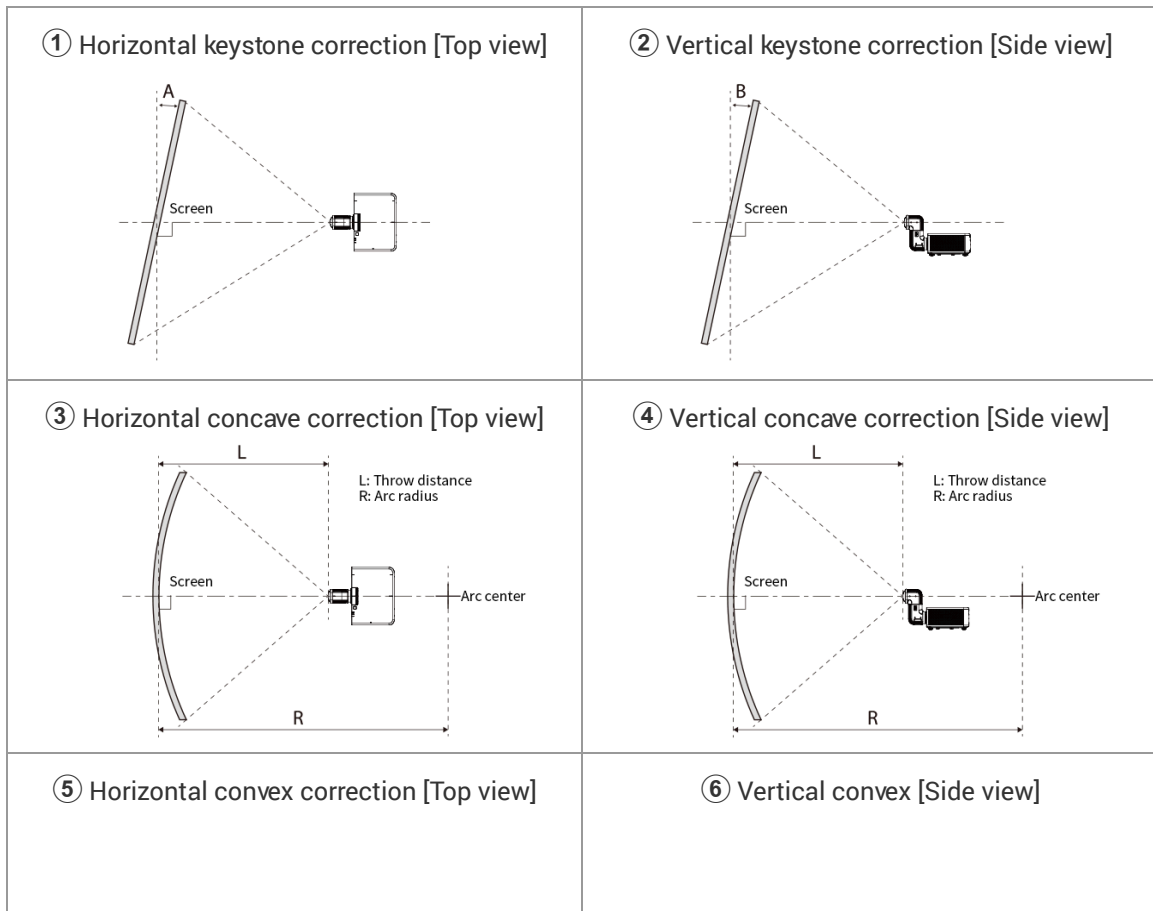 ① Horizontal keystone correction [Top view]
A
Screen
② Vertical keystone correction [Side view]
B
Screen
③ Horizontal concave correction [Top view]
L
L: Throw distance
R: Arc radius
Screen
Arc center
R
④ Vertical concave correction [Side view]
L
L: Throw distance
R: Arc radius
Screen
Arc center
R
⑤ Horizontal convex correction [Top view]
⑥ Vertical convex [Side view]